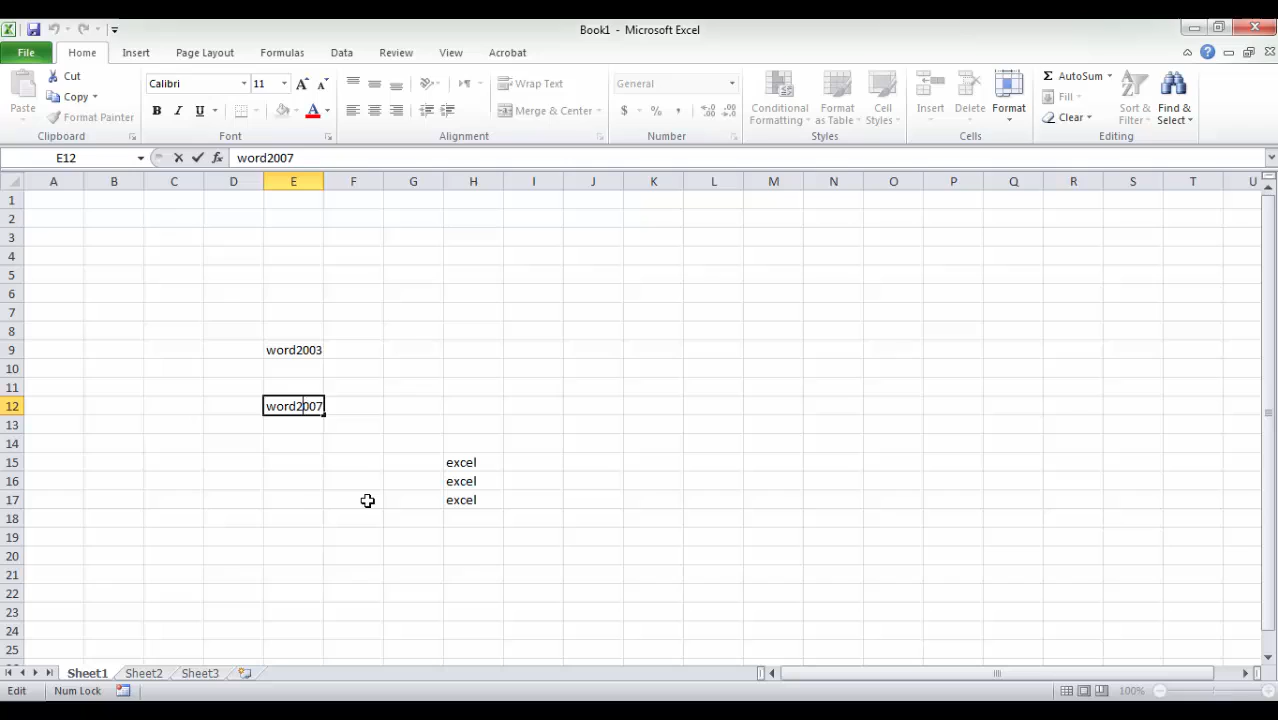 Book1 - Microsoft Excel
File Home Insert Page Layout Formulas Data Review View Acrobat
Paste
Cut
Copy
Format Painter
Clipboard
Calibri 11
B I U
Font
Wrap Text
Merge & Center
Alignment
General
$ % ,
Number
Conditional Formatting
Format as Table
Cell Styles
Styles
Insert
Delete
Format
Cells
AutoSum
Fill
Clear
Sort & Filter
Find & Select
Editing
E12 fx word2007
A B C D E F G H I J K L M N O P Q R S T U
1
2
3
4
5
6
7
8
9 word2003
10
11
12 word2007
13
14
15 excel
16 excel
17 excel
18
19
20
21
22
23
24
25
Sheet1 Sheet2 Sheet3
Edit Num Lock 100%